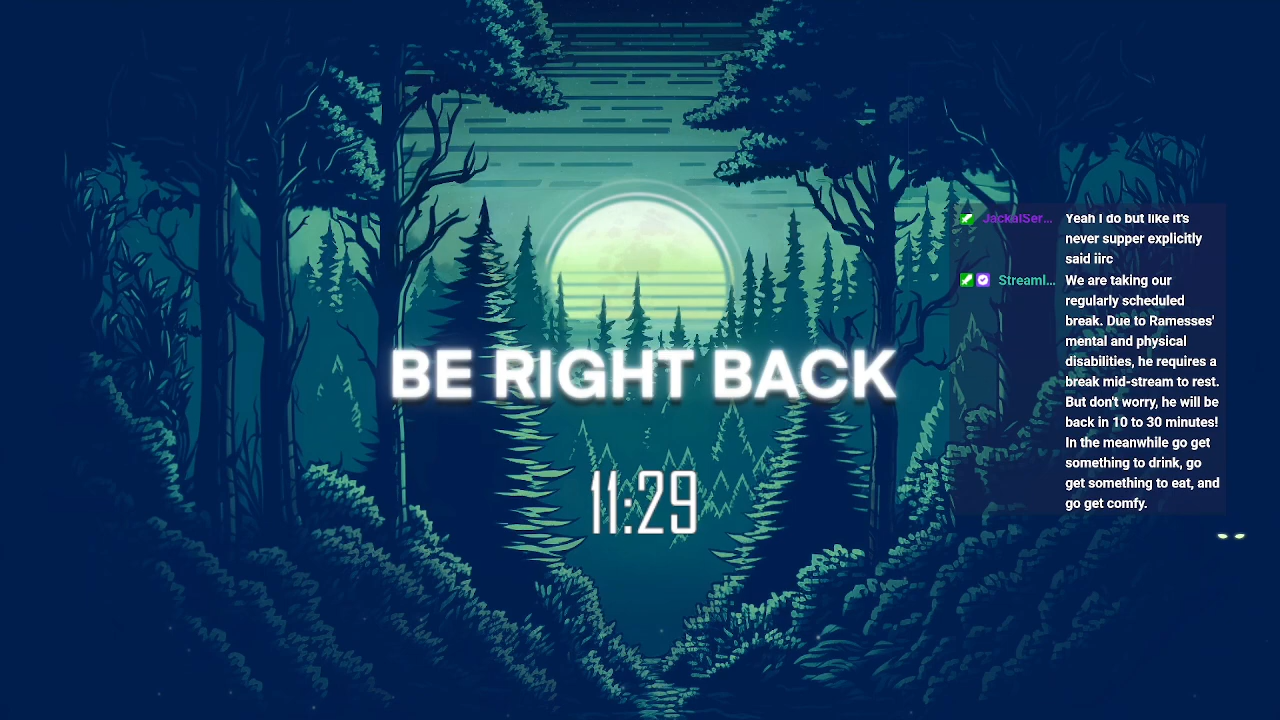 JackalSer... Yeah I do but like it's
never supper explicitly
said iirc
Streaml... We are taking our
regularly scheduled
break. Due to Ramesses'
mental and physical
disabilities, he requires a
break mid-stream to rest.
But don't worry, he will be
back in 10 to 30 minutes!
In the meanwhile go get
something to drink, go
get something to eat, and
go get comfy.
BE RIGHT BACK
11:29